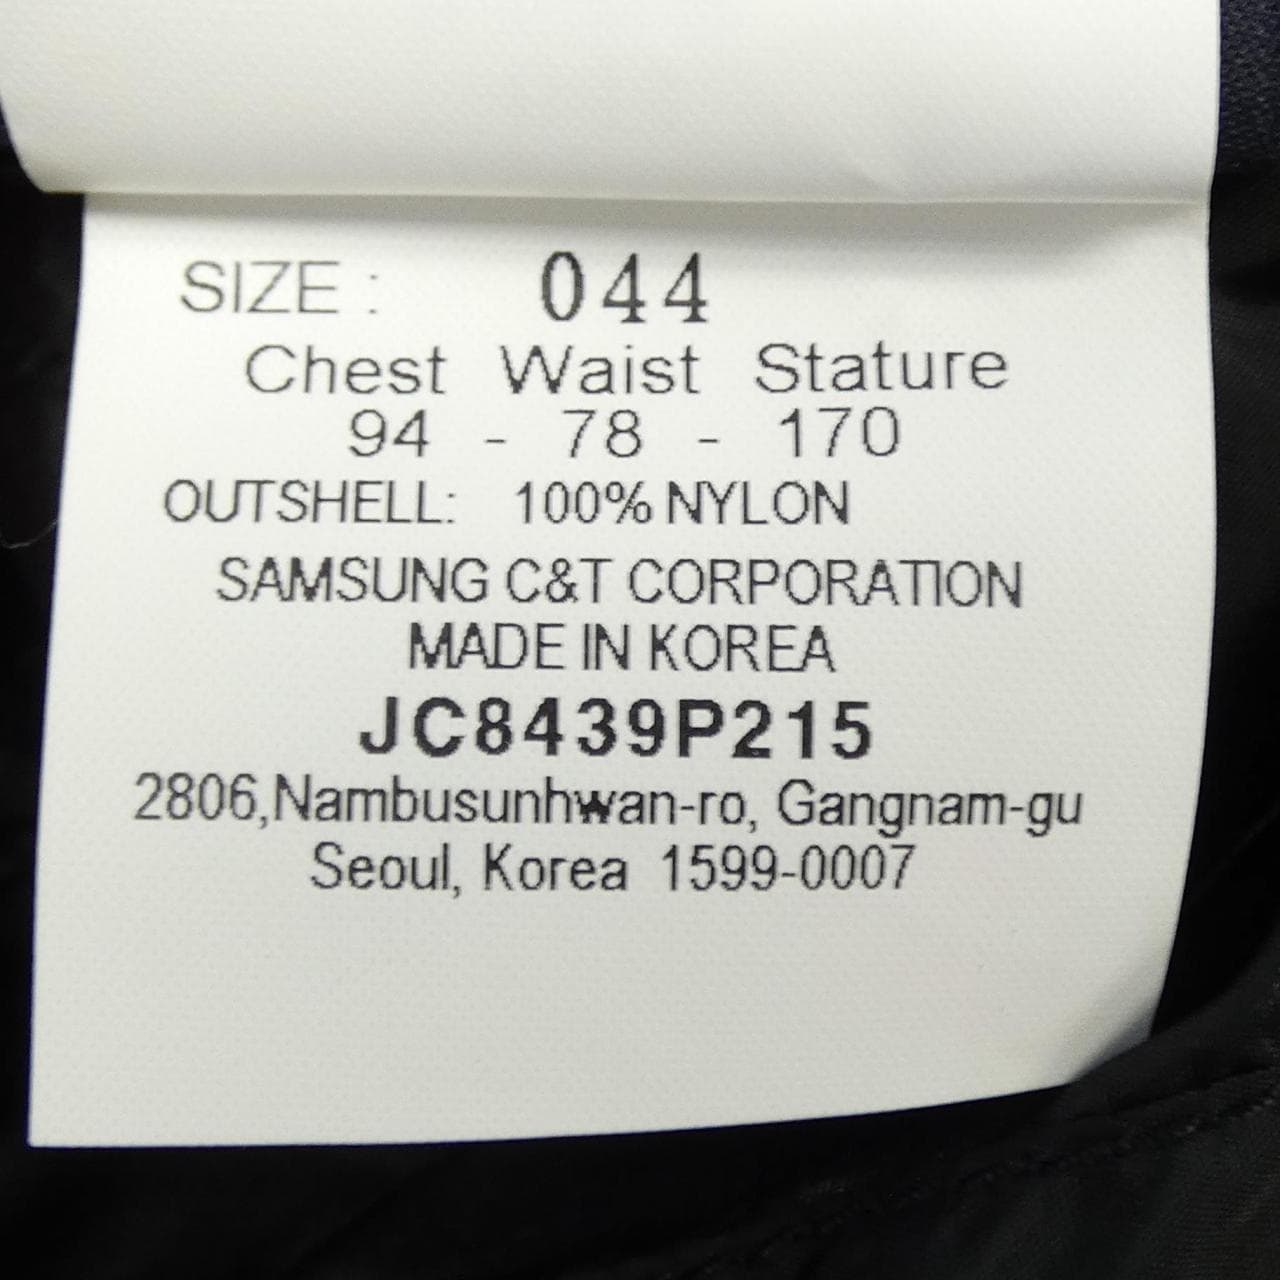 SIZE : 044
Chest Waist Stature
94 - 78 - 170
OUTSHELL: 100% NYLON
SAMSUNG C&T CORPORATION
MADE IN KOREA
JC8439P215
2806,Nambusunhwan-ro, Gangnam-gu
Seoul, Korea 1599-0007